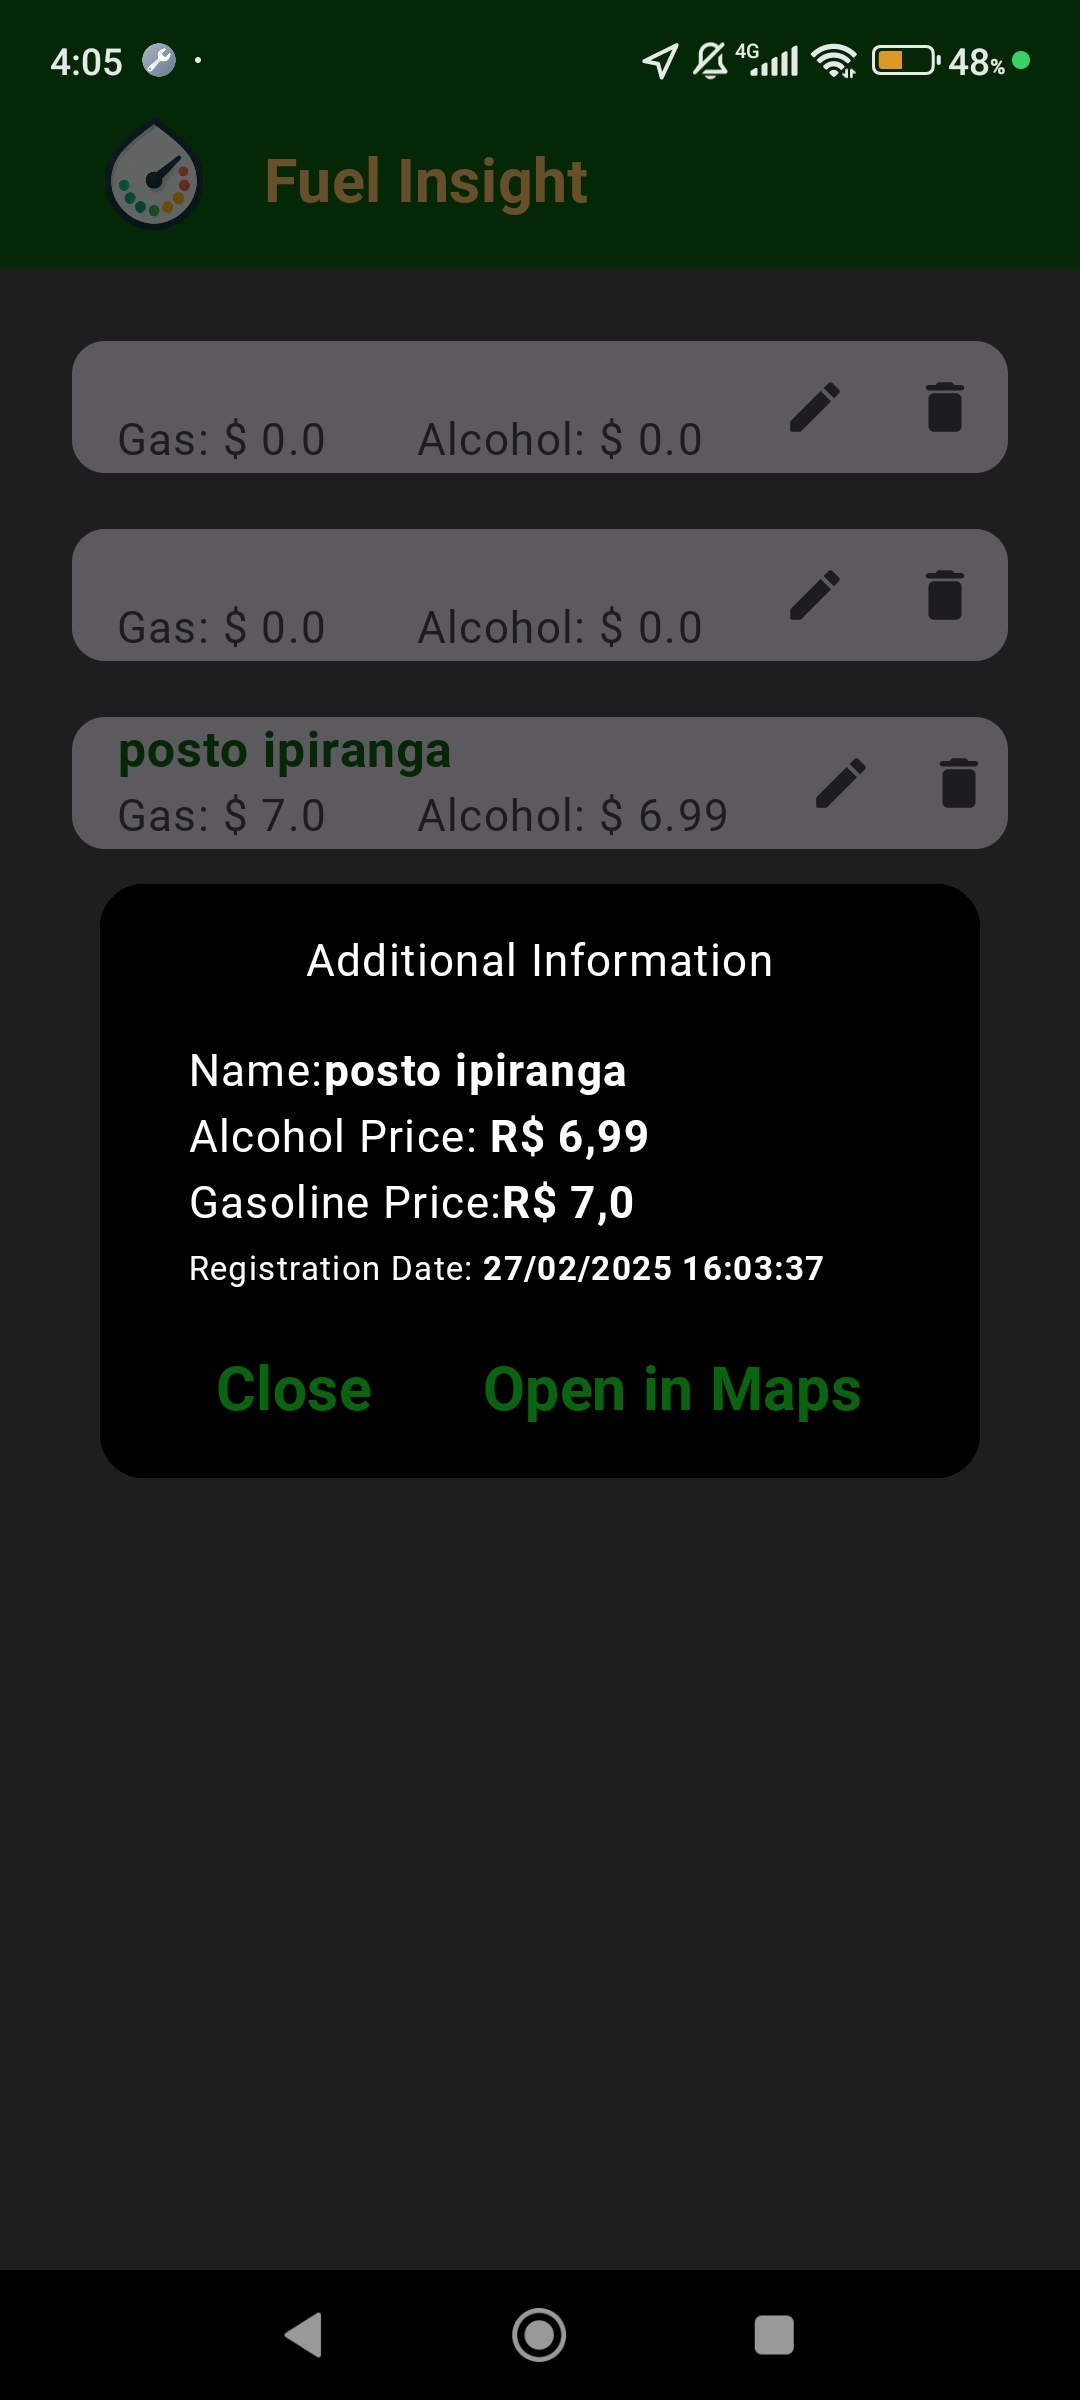 4:05 4G 48%
Fuel Insight
Gas: $ 0.0 Alcohol: $ 0.0
Gas: $ 0.0 Alcohol: $ 0.0
posto ipiranga
Gas: $ 7.0 Alcohol: $ 6.99
Additional Information
Name:posto ipiranga
Alcohol Price: R$ 6,99
Gasoline Price:R$ 7,0
Registration Date: 27/02/2025 16:03:37
Close Open in Maps